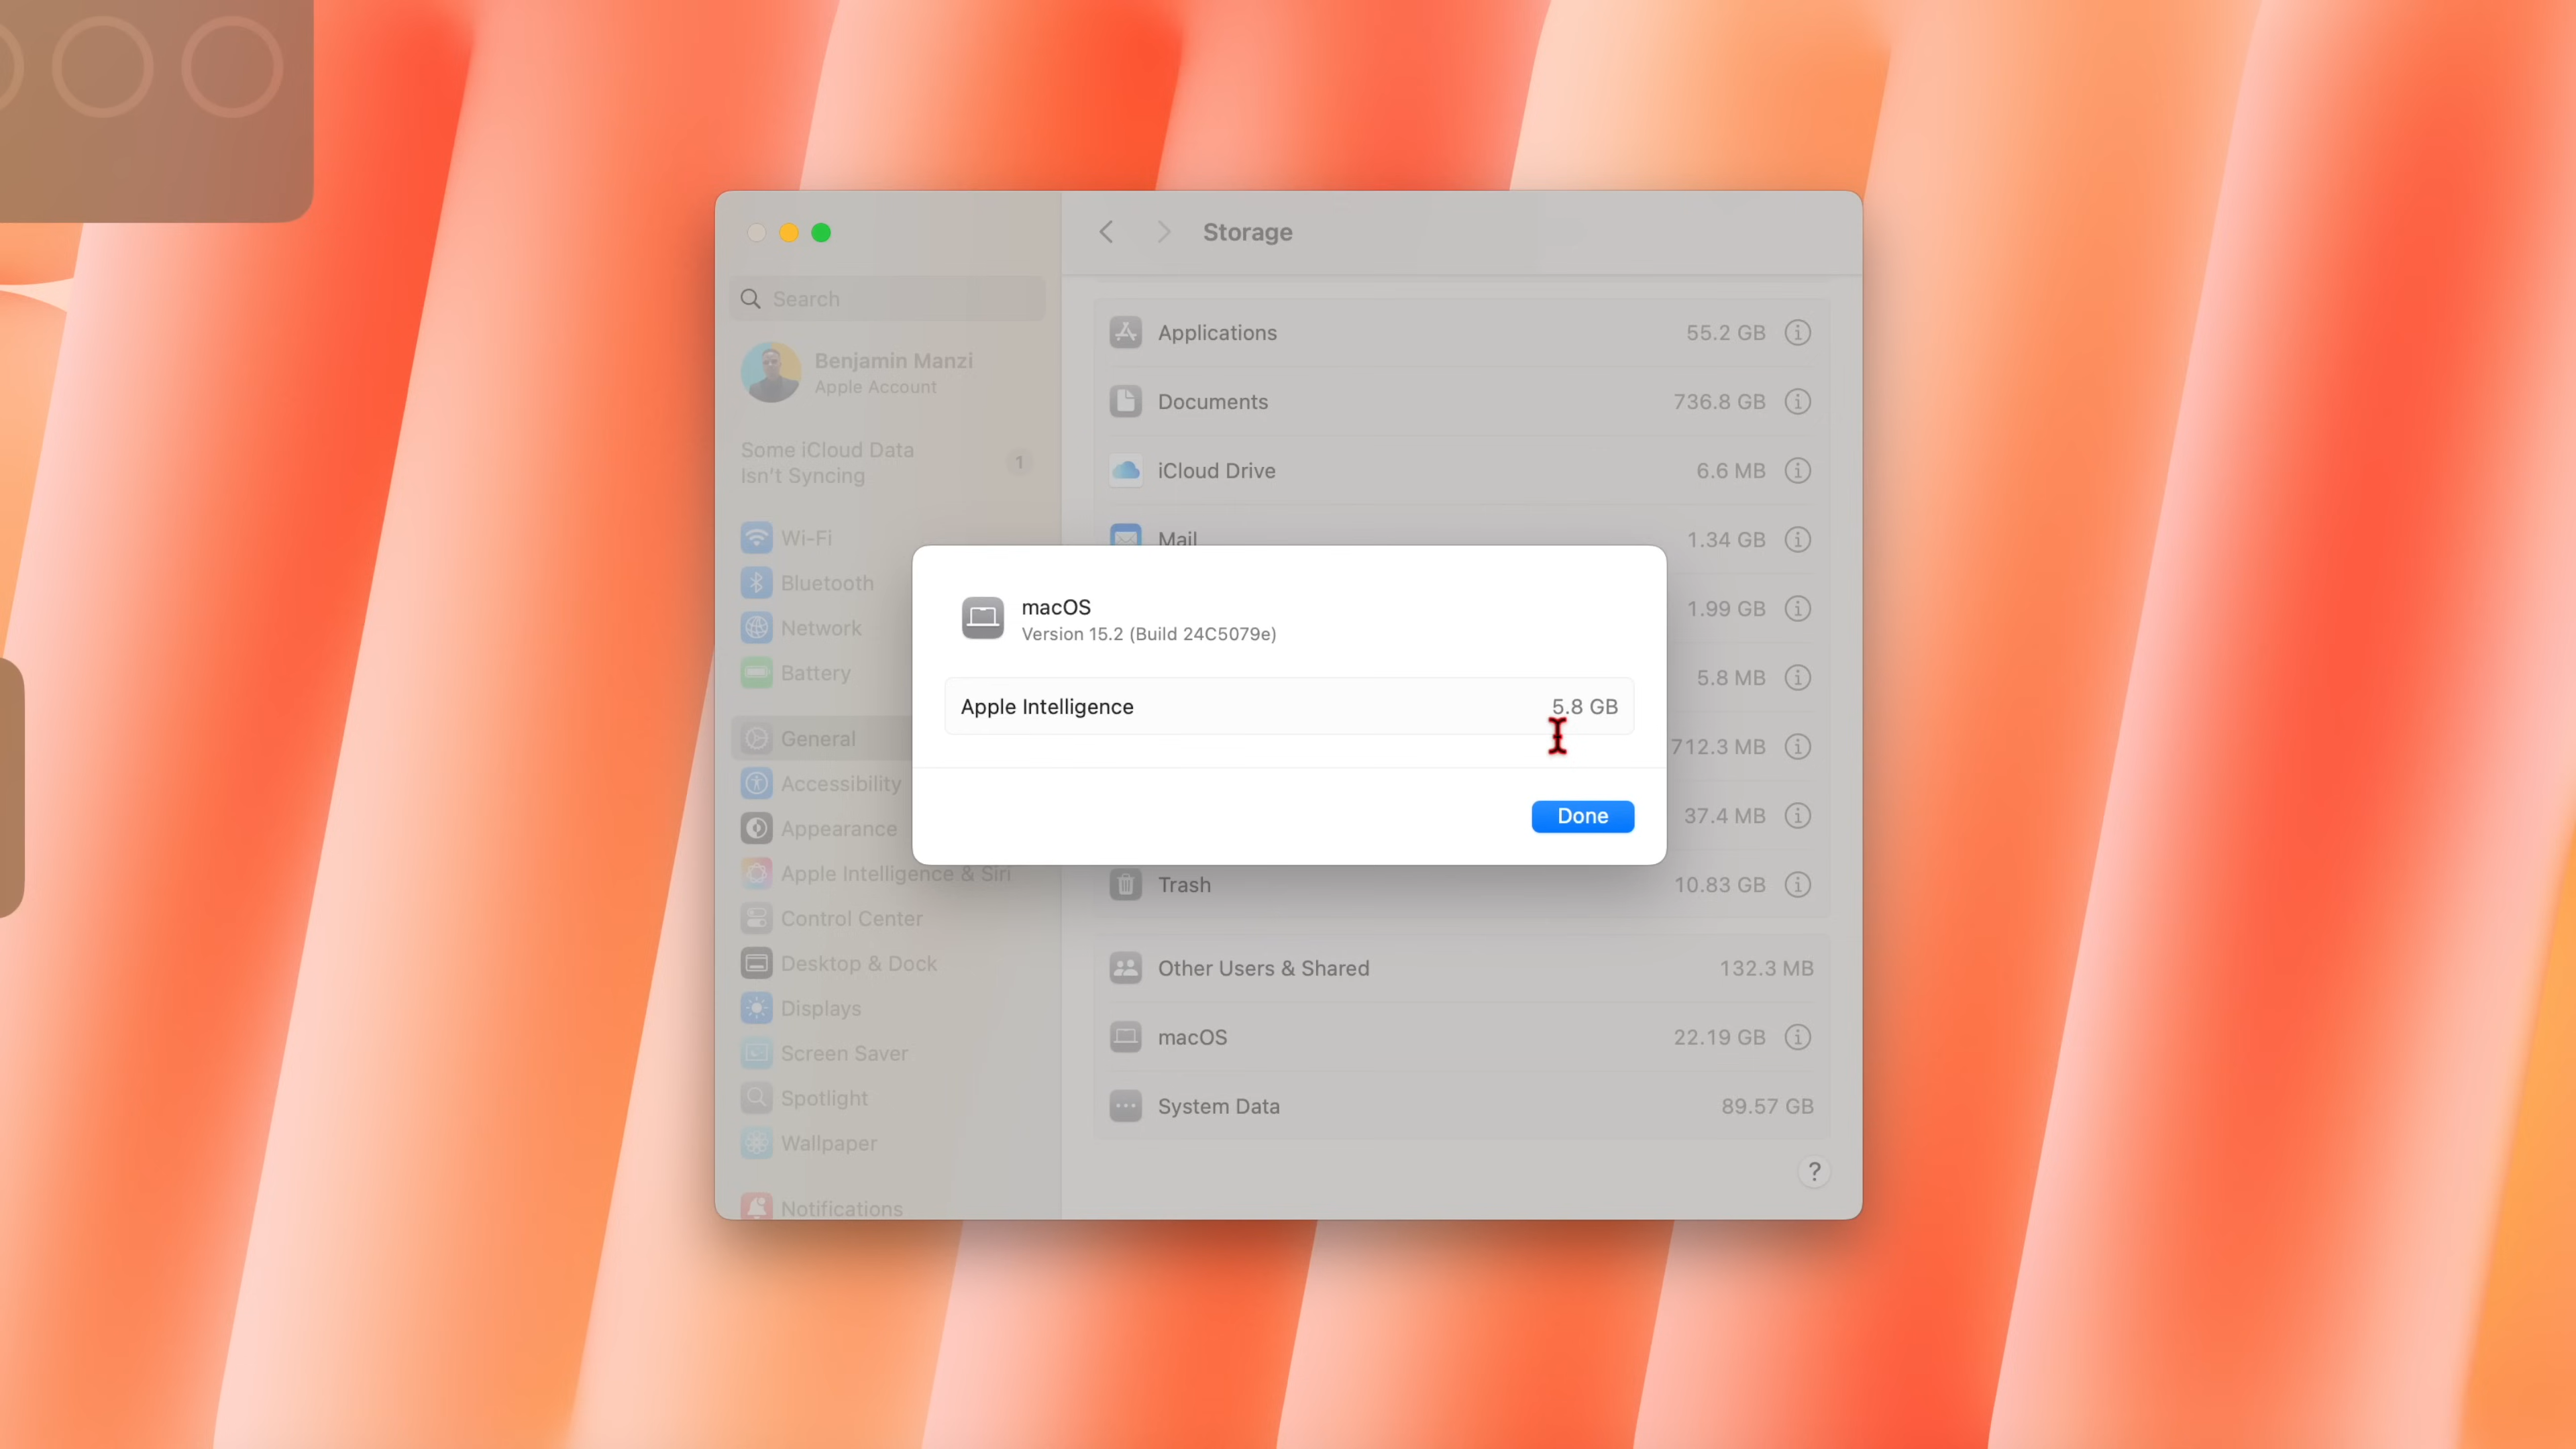 Storage
Search
Benjamin Manzi
Apple Account
Some iCloud Data
Isn't Syncing
1
Wi-Fi
Bluetooth
Network
Battery
General
Accessibility
Appearance
Apple Intelligence & Siri
Control Center
Desktop & Dock
Displays
Screen Saver
Spotlight
Wallpaper
Notifications
Applications 55.2 GB
Documents 736.8 GB
iCloud Drive 6.6 MB
Mail 1.34 GB
1.99 GB
5.8 MB
712.3 MB
37.4 MB
Trash 10.83 GB
Other Users & Shared 132.3 MB
macOS 22.19 GB
System Data 89.57 GB
?
macOS
Version 15.2 (Build 24C5079e)
Apple Intelligence 5.8 GB
Done